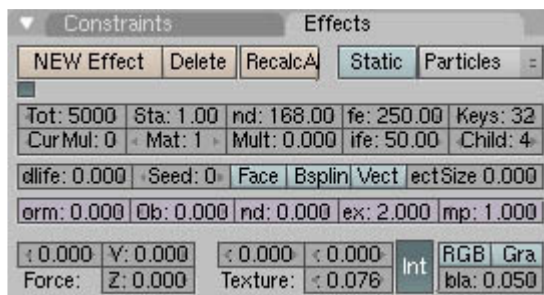 Constraints Effects
NEW Effect Delete RecalcA Static Particles
Tot: 5000 Sta: 1.00 nd: 168.00 fe: 250.00 Keys: 32
CurMul: 0 Mat: 1 Mult: 0.000 ife: 50.00 Child: 4
dlife: 0.000 Seed: 0 Face Bsplin Vect ectSize 0.000
orm: 0.000 Ob: 0.000 nd: 0.000 ex: 2.000 mp: 1.000
: 0.000 V: 0.000 : 0.000 0.000 Int RGB Gra
Force: Z: 0.000 Texture: : 0.076 bla: 0.050